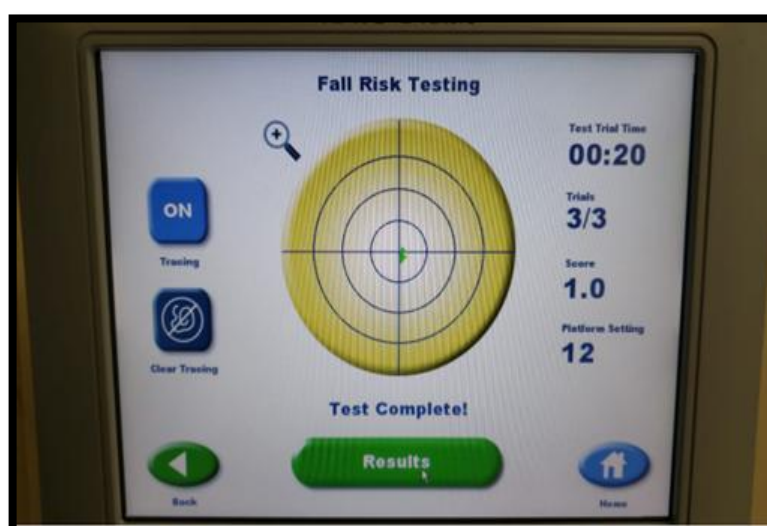 Fall Risk Testing
Test Trial Time
00:20
ON
Trials
3/3
Tracing
Score
1.0
Platform Setting
12
Clear Tracing
Test Complete!
Results
Back
Home